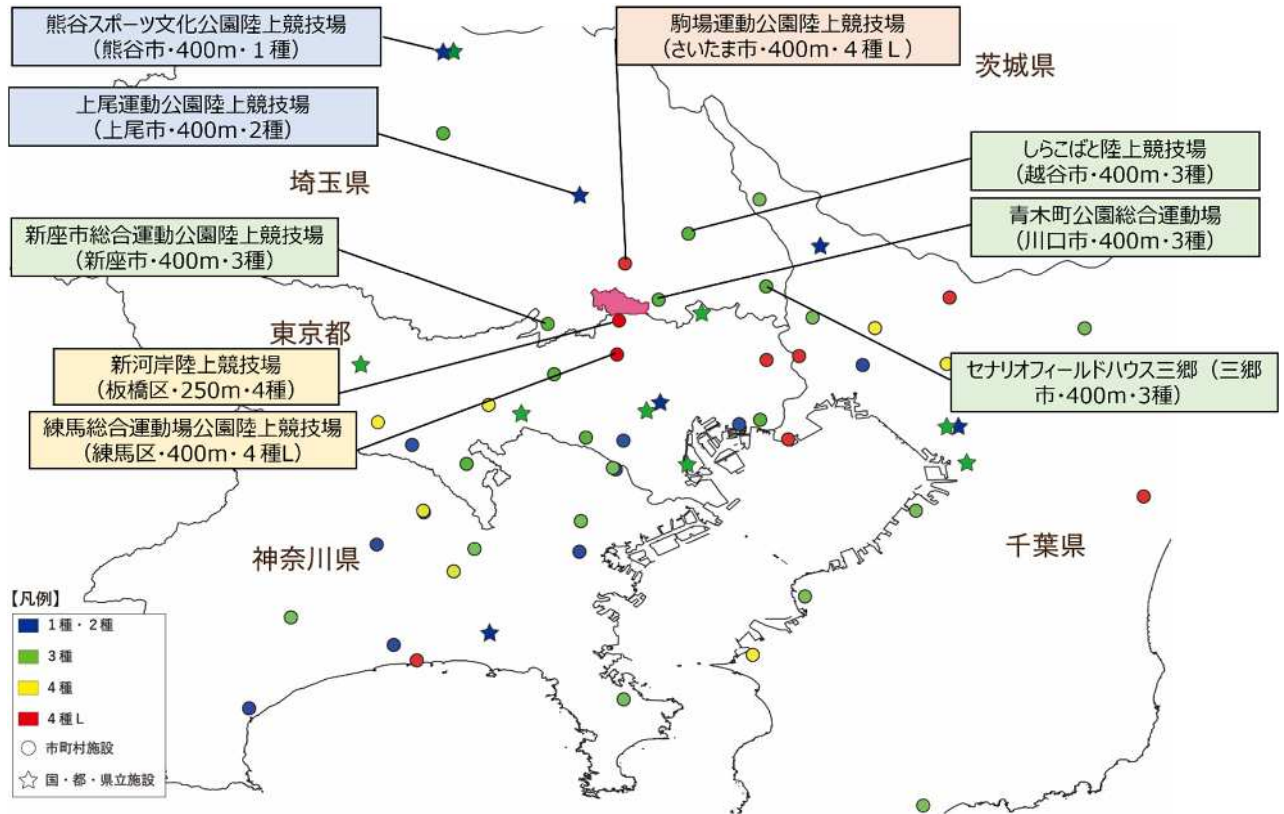 熊谷スポーツ文化公園陸上競技場
(熊谷市・400m・1種)
駒場運動公園陸上競技場
(さいたま市・400m・4種L)
茨城県
上尾運動公園陸上競技場
(上尾市・400m・2種)
埼玉県
しらこばと陸上競技場
(越谷市・400m・3種)
青木町公園総合運動場
(川口市・400m・3種)
新座市総合運動公園陸上競技場
(新座市・400m・3種)
東京都
新河岸陸上競技場
(板橋区・250m・4種)
セナリオフィールドハウス三郷(三郷
市・400m・3種)
練馬総合運動場公園陸上競技場
(練馬区・400m・4種L)
神奈川県
千葉県
【凡例】
1種・2種
3種
4種
4種L
市町村施設
国・都・県立施設